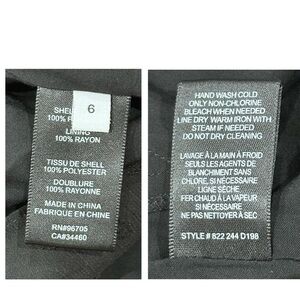 6
SHELL
100%
LINING
100% RAYON
TISSU DE SHELL
100% POLYESTER
DOUBLURE
100% RAYONNE
MADE IN CHINA
FABRIQUE EN CHINE
RN#96705
CA#34460
HAND WASH COLD
ONLY NON-CHLORINE
BLEACH WHEN NEEDED
LINE DRY WARM IRON WITH
STEAM IF NEEDED
DO NOT DRY CLEANING
LAVAGE À LA MAIN À FROID
SEULS LES AGENTS DE
BLANCHIMENT SANS
CHLORE, SI NÉCESSAIRE
LIGNE SÈCHE
FER CHAUD À LA VAPEUR
SI NÉCESSAIRE
NE PAS NETTOYER À SEC
STYLE # 822 244 D198